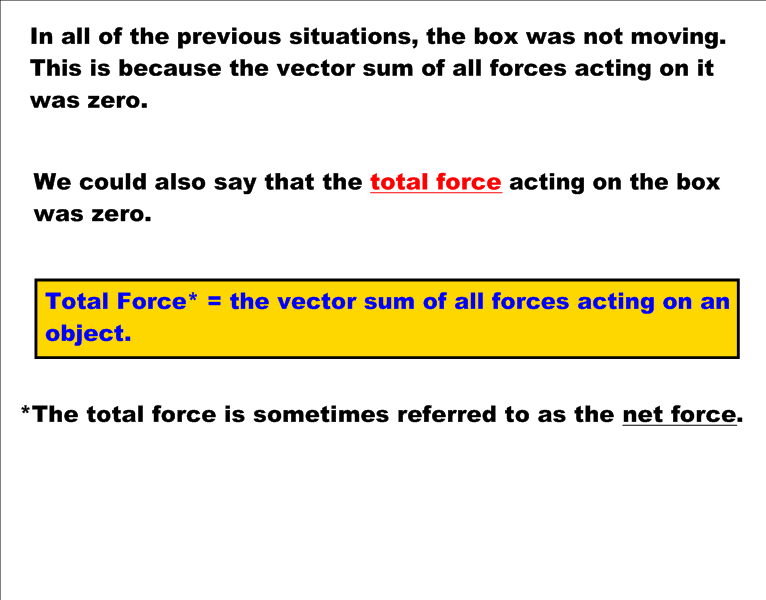 In all of the previous situations, the box was not moving.
This is because the vector sum of all forces acting on it
was zero.
We could also say that the total force acting on the box
was zero.
Total Force* = the vector sum of all forces acting on an
object.
*The total force is sometimes referred to as the net force.